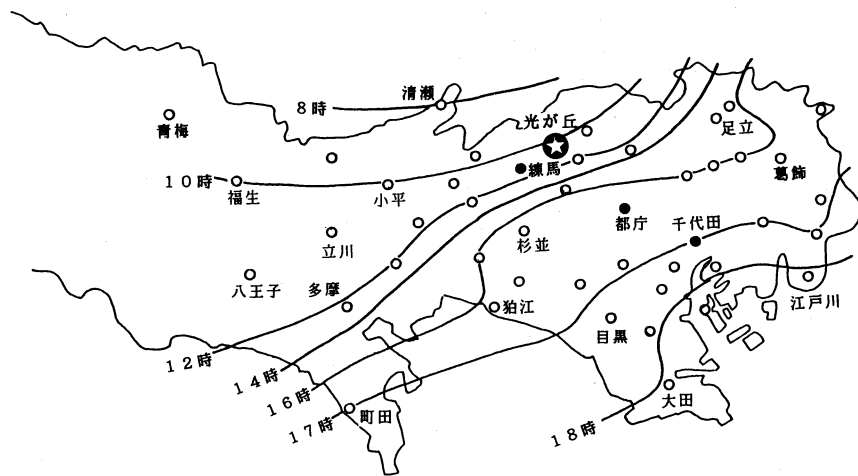 清瀬
8時
光が丘
足立
青梅
練馬
葛飾
10時
福生
小平
都庁
千代田
立川
杉並
八王子
多摩
狛江
江戸川
目黒
12時
14時
16時
大田
町田
17時
18時